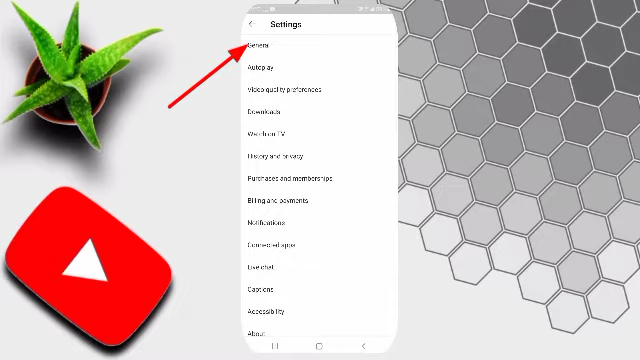 Settings
General
Autoplay
Video quality preferences
Downloads
Watch on TV
History and privacy
Purchases and memberships
Billing and payments
Notifications
Connected apps
Live chat
Captions
Accessibility
About